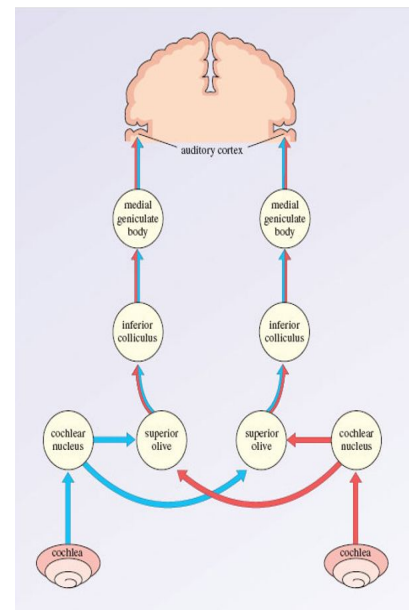 auditory cortex
medial
geniculate
body
medial
geniculate
body
inferior
colliculus
inferior
colliculus
cochlear
nucleus
superior
olive
superior
olive
cochlear
nucleus
cochlea
cochlea